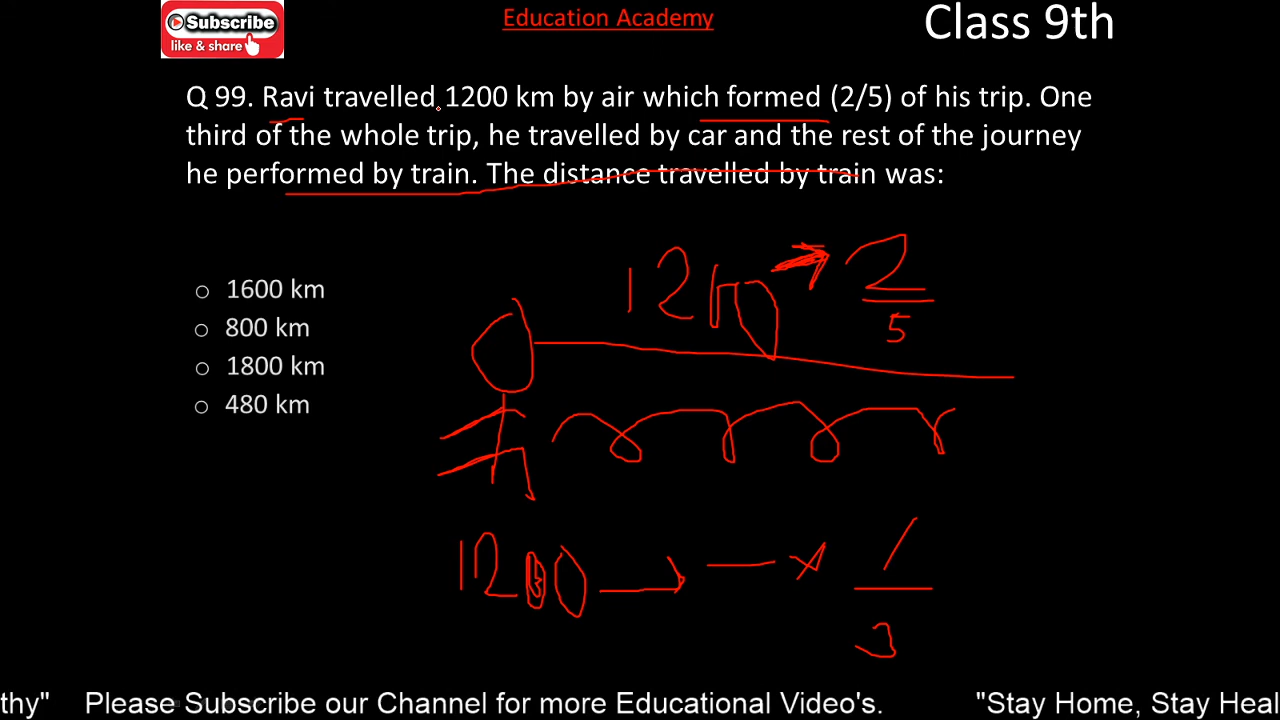 Subscribe
like & share
Education Academy
Class 9th
Q 99. Ravi travelled 1200 km by air which formed (2/5) of his trip. One
third of the whole trip, he travelled by car and the rest of the journey
he performed by train. The distance travelled by train was:
1600 km
800 km
1800 km
480 km
1200 → 2/5
1200 → — × 1/3
thy" Please Subscribe our Channel for more Educational Video's. "Stay Home, Stay Heal